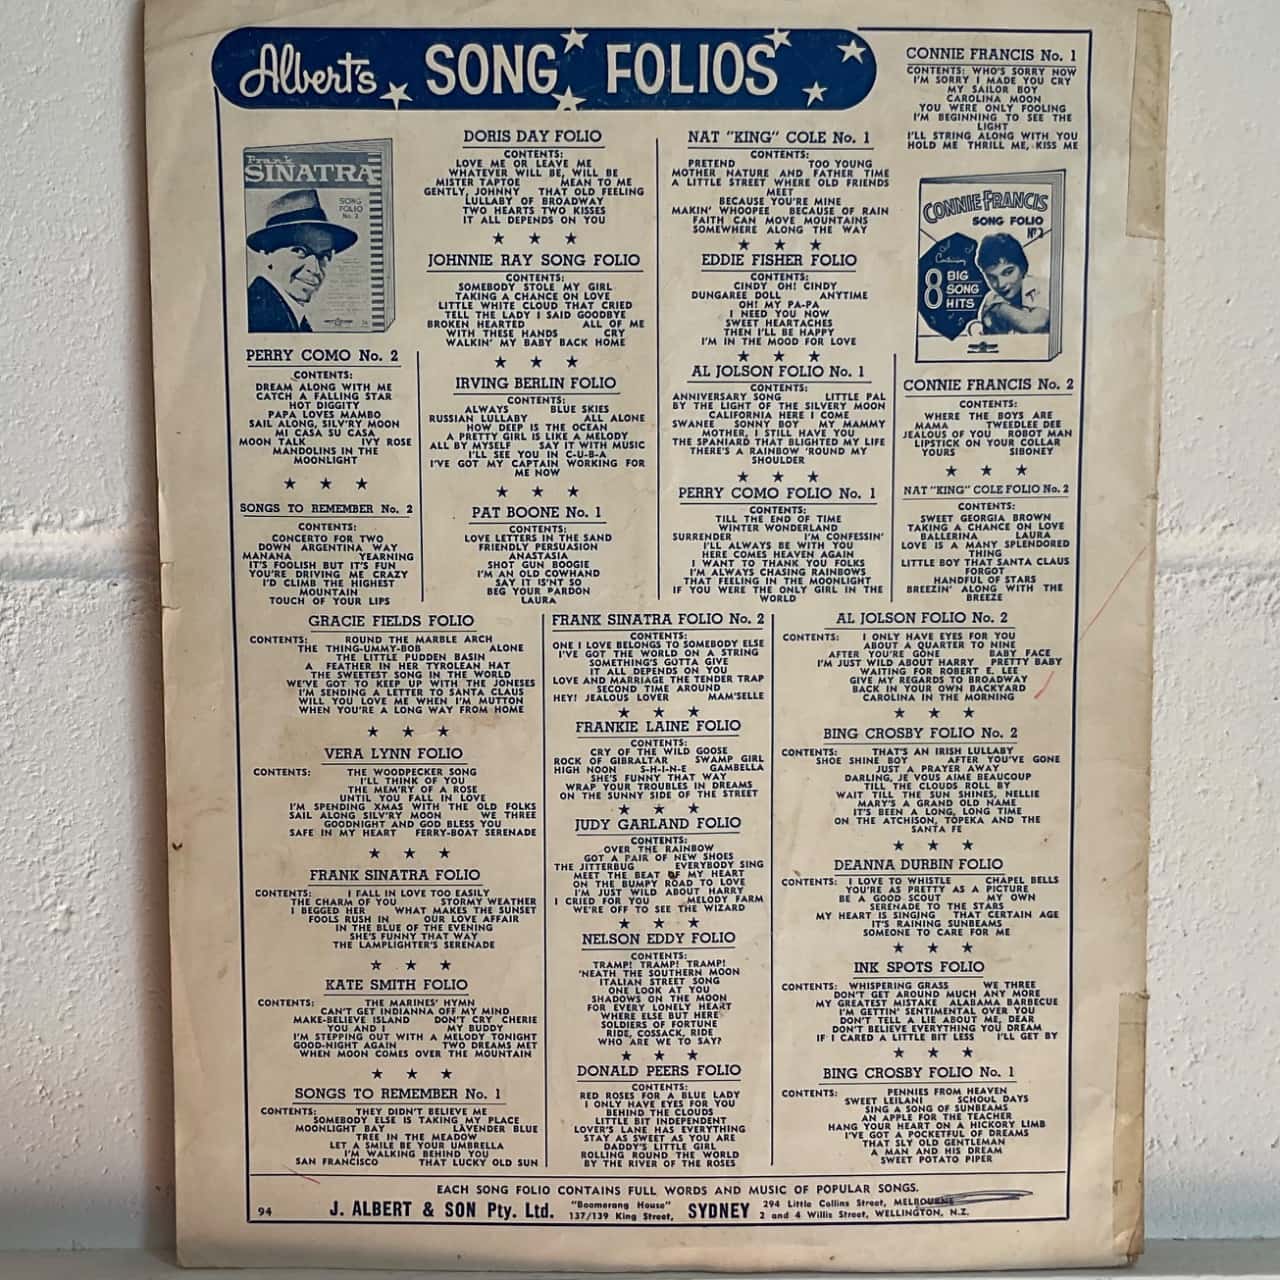 Albert's SONG FOLIOS
CONNIE FRANCIS No. 1
CONTENTS: WHO'S SORRY NOW
I'M SORRY I MADE YOU CRY
MY SAILOR BOY
CAROLINA MOON
YOU WERE ONLY FOOLING
I'M BEGINNING TO SEE THE
LIGHT
I'LL STRING ALONG WITH YOU
HOLD ME THRILL ME, KISS ME
Frank
SINATRA
SONG
FOLIO
No. 2
DORIS DAY FOLIO
CONTENTS:
LOVE ME OR LEAVE ME
WHATEVER WILL BE, WILL BE
MISTER TAPTOE MEAN TO ME
GENTLY, JOHNNY THAT OLD FEELING
LULLABY OF BROADWAY
TWO HEARTS TWO KISSES
IT ALL DEPENDS ON YOU
NAT "KING" COLE No. 1
CONTENTS:
PRETEND TOO YOUNG
MOTHER NATURE AND FATHER TIME
A LITTLE STREET WHERE OLD FRIENDS
MEET
BECAUSE YOU'RE MINE
MAKIN' WHOOPEE BECAUSE OF RAIN
FAITH CAN MOVE MOUNTAINS
SOMEWHERE ALONG THE WAY
CONNIE FRANCIS
SONG FOLIO
No 2
Containing
8 BIG
SONG
HITS
JOHNNIE RAY SONG FOLIO
CONTENTS:
SOMEBODY STOLE MY GIRL
TAKING A CHANCE ON LOVE
LITTLE WHITE CLOUD THAT CRIED
TELL THE LADY I SAID GOODBYE
BROKEN HEARTED ALL OF ME
WITH THESE HANDS CRY
WALKIN' MY BABY BACK HOME
EDDIE FISHER FOLIO
CONTENTS:
CINDY OH! CINDY
DUNGAREE DOLL ANYTIME
OH! MY PA-PA
I NEED YOU NOW
SWEET HEARTACHES
THEN I'LL BE HAPPY
I'M IN THE MOOD FOR LOVE
PERRY COMO No. 2
CONTENTS:
DREAM ALONG WITH ME
CATCH A FALLING STAR
HOT DIGGITY
PAPA LOVES MAMBO
SAIL ALONG, SILV'RY MOON
MI CASA SU CASA
MOON TALK IVY ROSE
MANDOLINS IN THE
MOONLIGHT
IRVING BERLIN FOLIO
CONTENTS:
ALWAYS BLUE SKIES
RUSSIAN LULLABY ALL ALONE
HOW DEEP IS THE OCEAN
A PRETTY GIRL IS LIKE A MELODY
ALL BY MYSELF SAY IT WITH MUSIC
I'LL SEE YOU IN C-U-B-A
I'VE GOT MY CAPTAIN WORKING FOR
ME NOW
AL JOLSON FOLIO No. 1
CONTENTS:
ANNIVERSARY SONG LITTLE PAL
BY THE LIGHT OF THE SILVERY MOON
CALIFORNIA HERE I COME
SWANEE SONNY BOY MY MAMMY
MOTHER, I STILL HAVE YOU
THE SPANIARD THAT BLIGHTED MY LIFE
THERE'S A RAINBOW 'ROUND MY
SHOULDER
CONNIE FRANCIS No. 2
CONTENTS:
WHERE THE BOYS ARE
MAMA TWEEDLEE DEE
JEALOUS OF YOU ROBOT MAN
LIPSTICK ON YOUR COLLAR
YOURS SIBONEY
SONGS TO REMEMBER No. 2
CONTENTS:
CONCERTO FOR TWO
DOWN ARGENTINA WAY
MANANA YEARNING
IT'S FOOLISH BUT IT'S FUN
YOU'RE DRIVING ME CRAZY
I'D CLIMB THE HIGHEST
MOUNTAIN
TOUCH OF YOUR LIPS
PAT BOONE No. 1
CONTENTS:
LOVE LETTERS IN THE SAND
FRIENDLY PERSUASION
ANASTASIA
SHOT GUN BOOGIE
I'M AN OLD COWHAND
SAY IT IS'NT SO
BEG YOUR PARDON
LAURA
PERRY COMO FOLIO No. 1
CONTENTS:
TILL THE END OF TIME
WINTER WONDERLAND
SURRENDER I'M CONFESSIN'
I'LL ALWAYS BE WITH YOU
HERE COMES HEAVEN AGAIN
I WANT TO THANK YOU FOLKS
I'M ALWAYS CHASING RAINBOWS
THAT FEELING IN THE MOONLIGHT
IF YOU WERE THE ONLY GIRL IN THE
WORLD
NAT "KING" COLE FOLIO No. 2
CONTENTS:
SWEET GEORGIA BROWN
TAKING A CHANCE ON LOVE
BALLERINA LAURA
LOVE IS A MANY SPLENDORED
THING
LITTLE BOY THAT SANTA CLAUS
FORGOT
HANDFUL OF STARS
BREEZIN' ALONG WITH THE
BREEZE
GRACIE FIELDS FOLIO
CONTENTS: ROUND THE MARBLE ARCH
THE THING-UMMY-BOB ALONE
THE LITTLE PUDDEN BASIN
A FEATHER IN HER TYROLEAN HAT
THE SWEETEST SONG IN THE WORLD
WE'VE GOT TO KEEP UP WITH THE JONESES
I'M SENDING A LETTER TO SANTA CLAUS
WILL YOU LOVE ME WHEN I'M MUTTON
WHEN YOU'RE A LONG WAY FROM HOME
VERA LYNN FOLIO
CONTENTS: THE WOODPECKER SONG
I'LL THINK OF YOU
THE MEM'RY OF A ROSE
UNTIL YOU FALL IN LOVE
I'M SPENDING XMAS WITH THE OLD FOLKS
SAIL ALONG SILV'RY MOON WE THREE
GOODNIGHT AND GOD BLESS YOU
SAFE IN MY HEART FERRY-BOAT SERENADE
FRANK SINATRA FOLIO
CONTENTS: I FALL IN LOVE TOO EASILY
THE CHARM OF YOU STORMY WEATHER
I BEGGED HER WHAT MAKES THE SUNSET
FOOLS RUSH IN OUR LOVE AFFAIR
IN THE BLUE OF THE EVENING
SHE'S FUNNY THAT WAY
THE LAMPLIGHTER'S SERENADE
KATE SMITH FOLIO
CONTENTS: THE MARINES' HYMN
CAN'T GET INDIANNA OFF MY MIND
MAKE-BELIEVE ISLAND DON'T CRY CHERIE
YOU AND I MY BUDDY
I'M STEPPING OUT WITH A MELODY TONIGHT
GOOD-NIGHT AGAIN TWO DREAMS MET
WHEN MOON COMES OVER THE MOUNTAIN
SONGS TO REMEMBER No. 1
CONTENTS: THEY DIDN'T BELIEVE ME
SOMEBODY ELSE IS TAKING MY PLACE
MOONLIGHT BAY LAVENDER BLUE
TREE IN THE MEADOW
LET A SMILE BE YOUR UMBRELLA
I'M WALKING BEHIND YOU
SAN FRANCISCO THAT LUCKY OLD SUN
FRANK SINATRA FOLIO No. 2
CONTENTS:
ONE I LOVE BELONGS TO SOMEBODY ELSE
I'VE GOT THE WORLD ON A STRING
SOMETHING'S GOTTA GIVE
IT ALL DEPENDS ON YOU
LOVE AND MARRIAGE THE TENDER TRAP
SECOND TIME AROUND
HEY! JEALOUS LOVER MAM'SELLE
FRANKIE LAINE FOLIO
CONTENTS:
CRY OF THE WILD GOOSE
ROCK OF GIBRALTAR SWAMP GIRL
HIGH NOON S-H-I-N-E GAMBELLA
SHE'S FUNNY THAT WAY
WRAP YOUR TROUBLES IN DREAMS
ON THE SUNNY SIDE OF THE STREET
JUDY GARLAND FOLIO
CONTENTS:
OVER THE RAINBOW
GOT A PAIR OF NEW SHOES
THE JITTERBUG EVERYBODY SING
MEET THE BEAT OF MY HEART
ON THE BUMPY ROAD TO LOVE
I'M JUST WILD ABOUT HARRY
I CRIED FOR YOU MELODY FARM
WE'RE OFF TO SEE THE WIZARD
NELSON EDDY FOLIO
CONTENTS:
TRAMP! TRAMP! TRAMP!
'NEATH THE SOUTHERN MOON
ITALIAN STREET SONG
ONE LOOK AT YOU
SHADOWS ON THE MOON
FOR EVERY LONELY HEART
WHERE ELSE BUT HERE
SOLDIERS OF FORTUNE
RIDE, COSSACK, RIDE
WHO ARE WE TO SAY?
DONALD PEERS FOLIO
CONTENTS:
RED ROSES FOR A BLUE LADY
I ONLY HAVE EYES FOR YOU
BEHIND THE CLOUDS
LITTLE BIT INDEPENDENT
LOVER'S LANE HAS EVERYTHING
STAY AS SWEET AS YOU ARE
DADDY'S LITTLE GIRL
ROLLING ROUND THE WORLD
BY THE RIVER OF THE ROSES
AL JOLSON FOLIO No. 2
CONTENTS: I ONLY HAVE EYES FOR YOU
ABOUT A QUARTER TO NINE
AFTER YOU'RE GONE BABY FACE
I'M JUST WILD ABOUT HARRY PRETTY BABY
WAITING FOR ROBERT E. LEE
GIVE MY REGARDS TO BROADWAY
BACK IN YOUR OWN BACKYARD
CAROLINA IN THE MORNING
BING CROSBY FOLIO No. 2
CONTENTS: THAT'S AN IRISH LULLABY
SHOE SHINE BOY AFTER YOU'VE GONE
JUST A PRAYER AWAY
DARLING, JE VOUS AIME BEAUCOUP
TILL THE CLOUDS ROLL BY
WAIT TILL THE SUN SHINES, NELLIE
MARY'S A GRAND OLD NAME
IT'S BEEN A LONG, LONG TIME
ON THE ATCHISON, TOPEKA AND THE
SANTA FE
DEANNA DURBIN FOLIO
CONTENTS: I LOVE TO WHISTLE CHAPEL BELLS
YOU'RE AS PRETTY AS A PICTURE
BE A GOOD SCOUT MY OWN
SERENADE TO THE STARS
MY HEART IS SINGING THAT CERTAIN AGE
IT'S RAINING SUNBEAMS
SOMEONE TO CARE FOR ME
INK SPOTS FOLIO
CONTENTS: WHISPERING GRASS WE THREE
DON'T GET AROUND MUCH ANY MORE
MY GREATEST MISTAKE ALABAMA BARBECUE
I'M GETTIN' SENTIMENTAL OVER YOU
DON'T TELL A LIE ABOUT ME, DEAR
DON'T BELIEVE EVERYTHING YOU DREAM
IF I CARED A LITTLE BIT LESS I'LL GET BY
BING CROSBY FOLIO No. 1
CONTENTS: PENNIES FROM HEAVEN
SWEET LEILANI SCHOOL DAYS
SING A SONG OF SUNBEAMS
AN APPLE FOR THE TEACHER
HANG YOUR HEART ON A HICKORY LIMB
I'VE GOT A POCKETFUL OF DREAMS
THAT SLY OLD GENTLEMAN
A MAN AND HIS DREAM
SWEET POTATO PIPER
EACH SONG FOLIO CONTAINS FULL WORDS AND MUSIC OF POPULAR SONGS.
94 J. ALBERT & SON Pty. Ltd. "Boomerang House" 137/139 King Street, SYDNEY
294 Little Collins Street, MELBOURNE
2 and 4 Willis Street, WELLINGTON, N.Z.